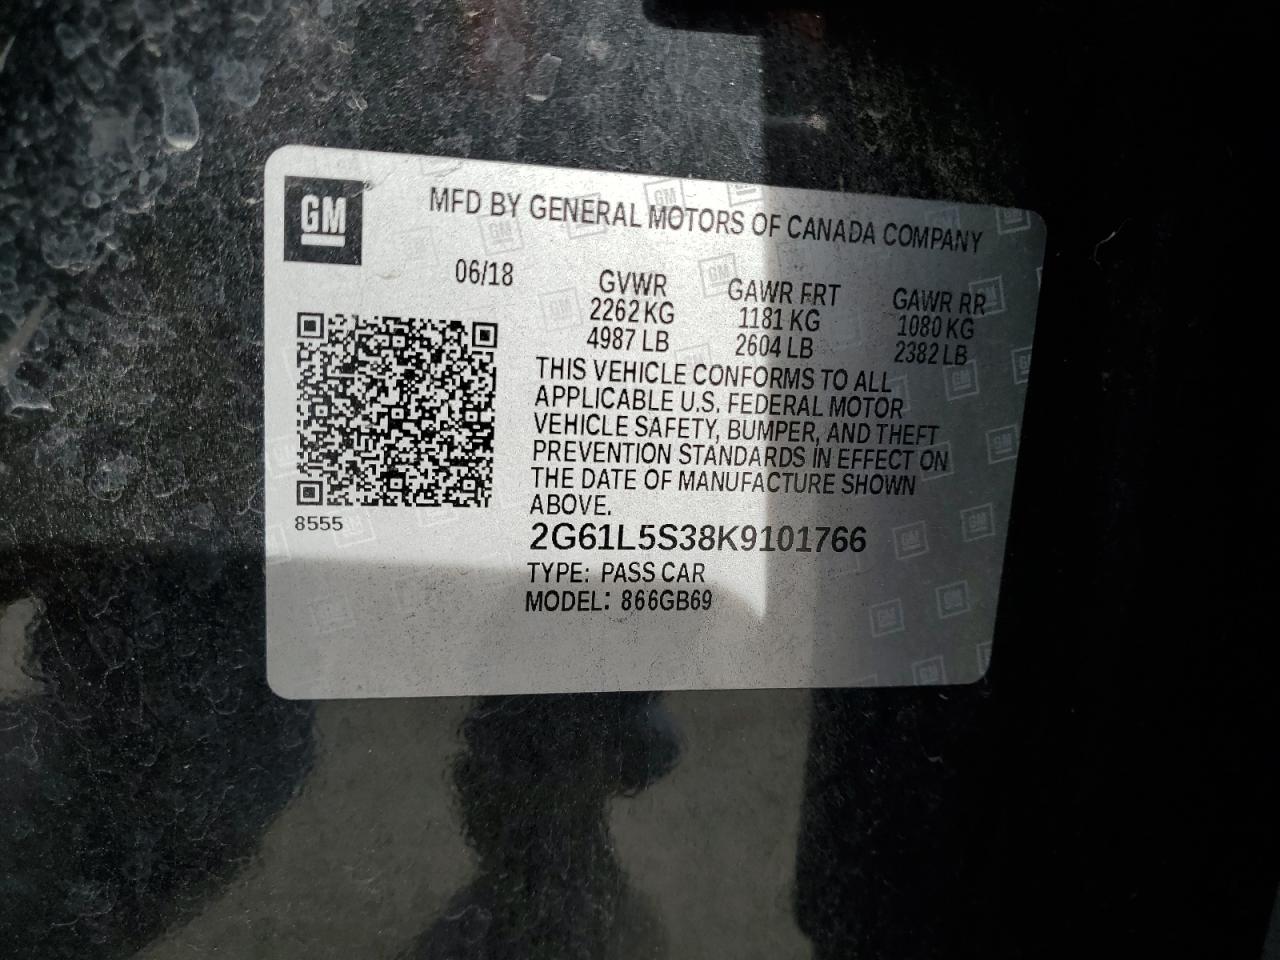 GM
MFD BY GENERAL MOTORS OF CANADA COMPANY
06/18
GVWR
2262 KG
4987 LB
GAWR FRT
1181 KG
2604 LB
GAWR RR
1080 KG
2382 LB
THIS VEHICLE CONFORMS TO ALL
APPLICABLE U.S. FEDERAL MOTOR
VEHICLE SAFETY, BUMPER, AND THEFT
PREVENTION STANDARDS IN EFFECT ON
THE DATE OF MANUFACTURE SHOWN
ABOVE.
8555
2G61L5S38K9101766
TYPE: PASS CAR
MODEL: 866GB69